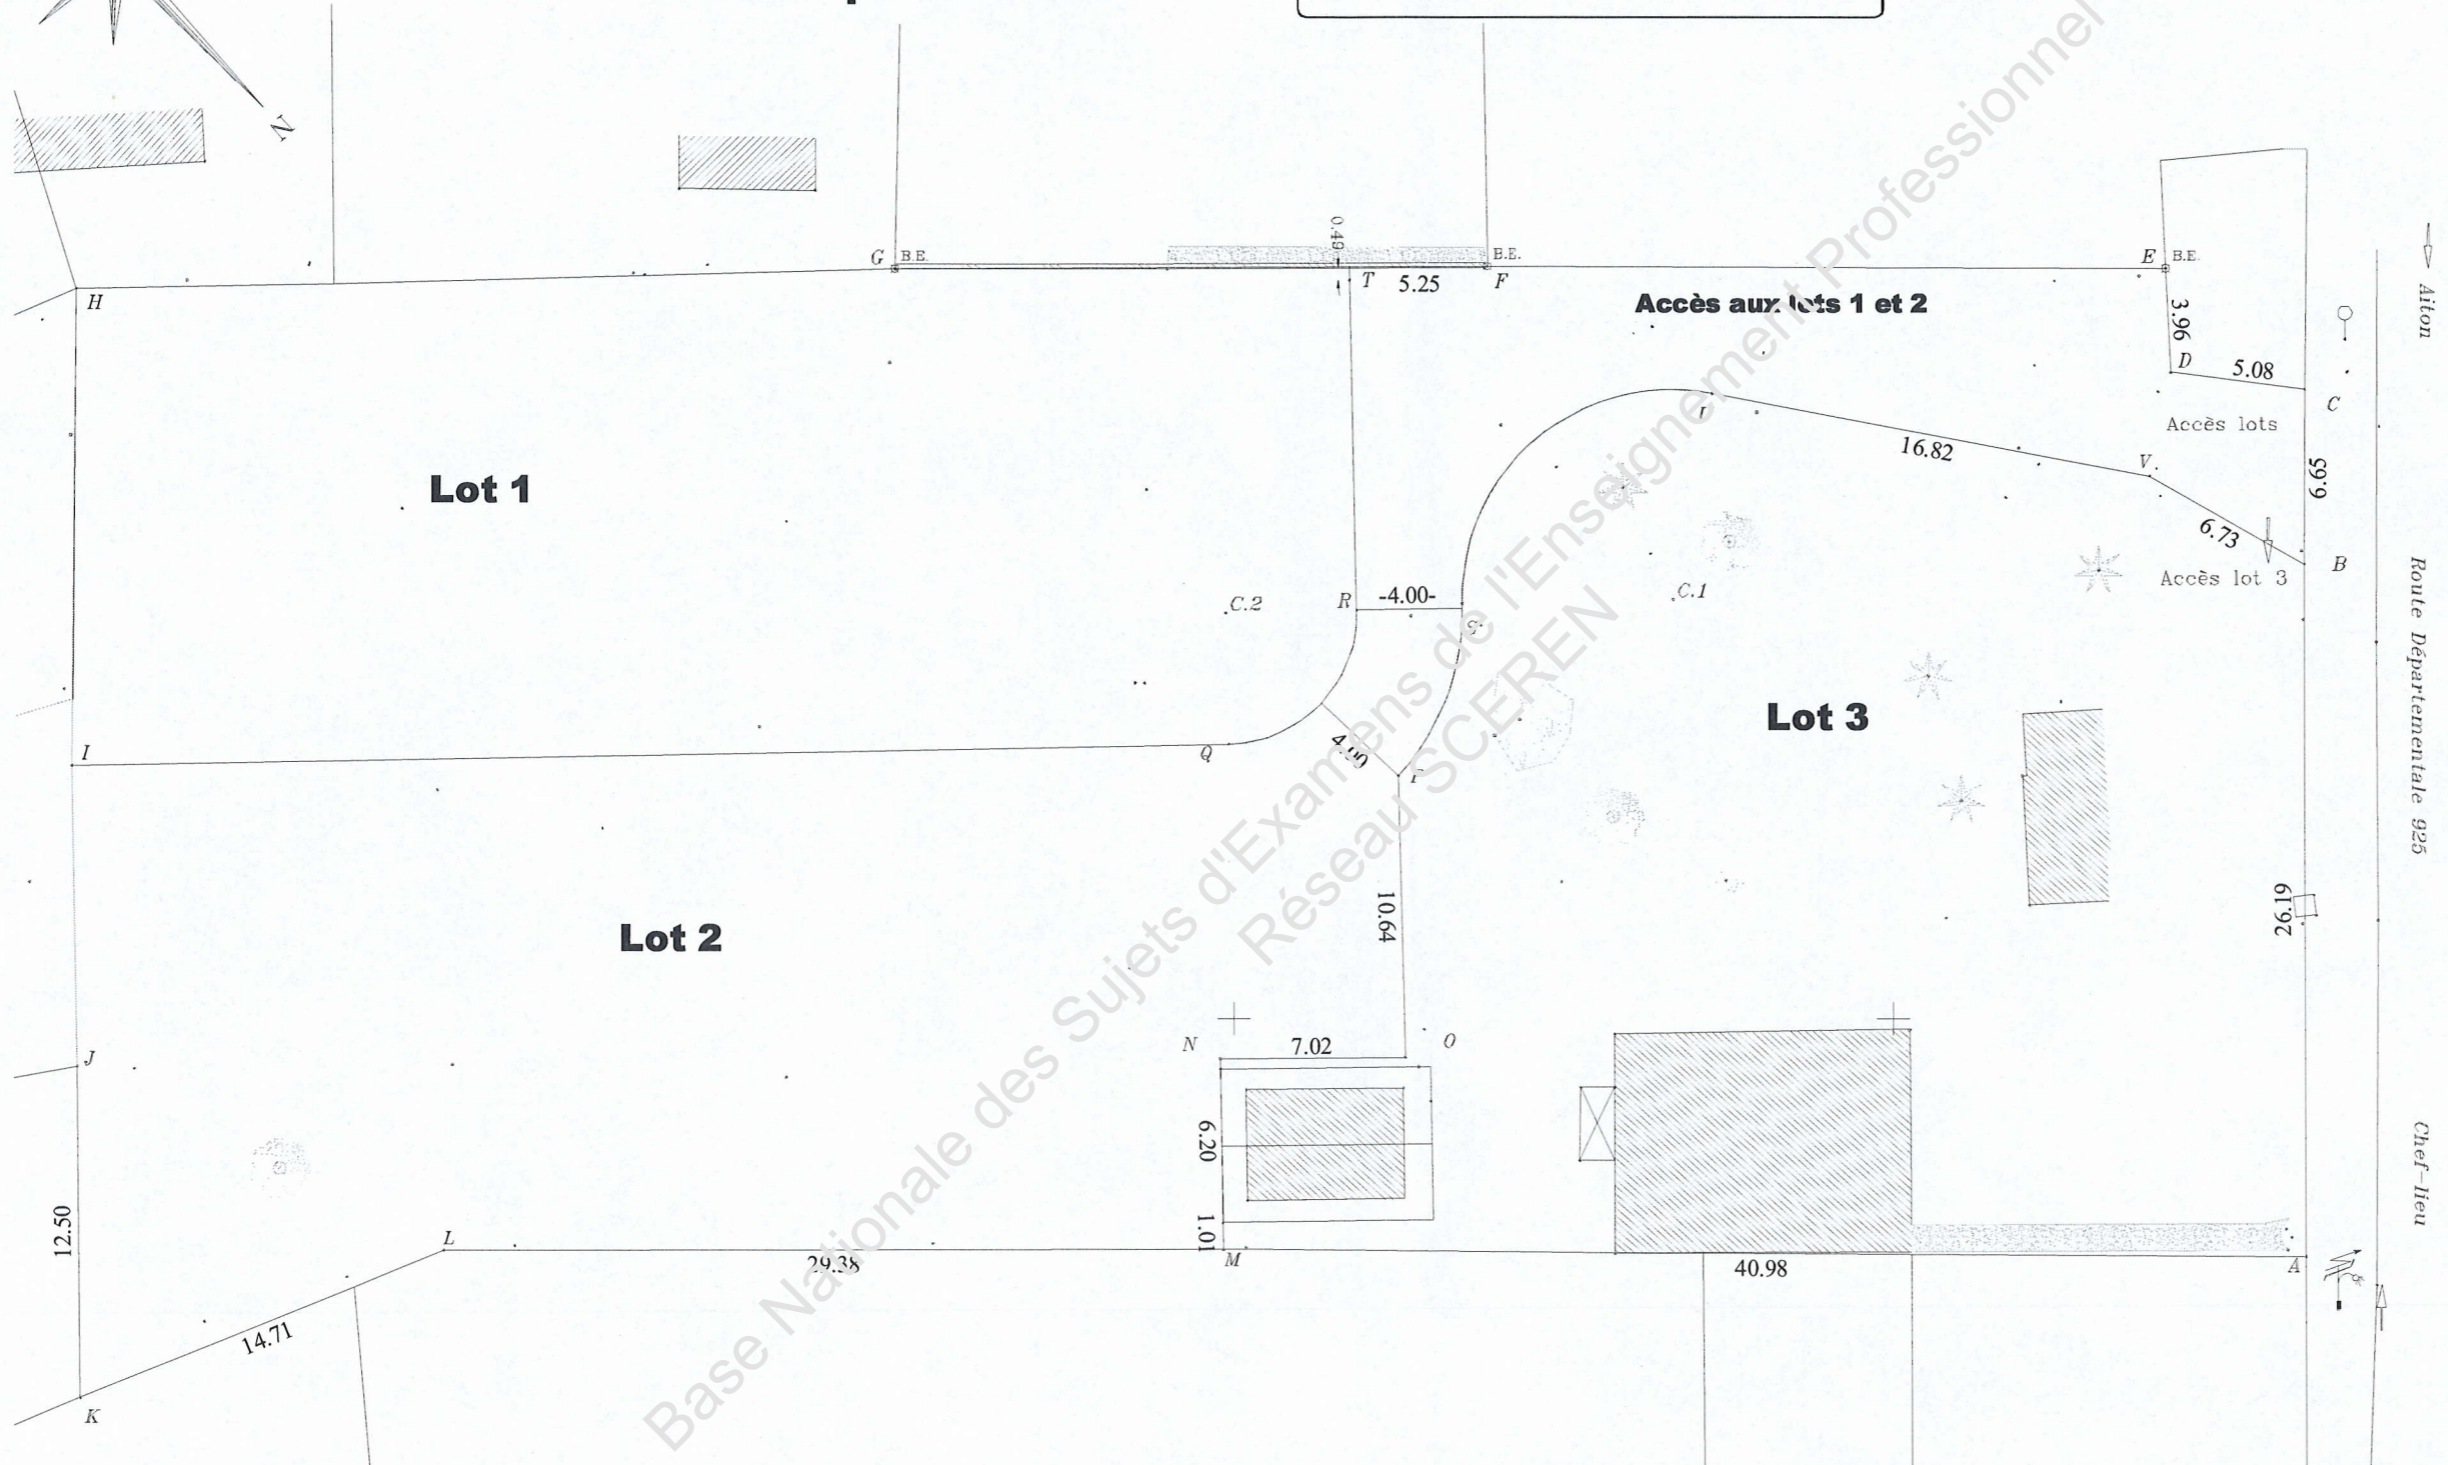 N
0.49
G
B.E.
B.E.
E
B.E.
H
T
5.25
F
Accès aux lots 1 et 2
3.96
D
5.08
C
Aiton
Accès lots
16.82
V
6.65
Lot 1
6.73
B
Accès lot 3
C.2
R
-4.00-
S
C.1
Route Départementale 925
Lot 3
I
Q
4.00
10.64
26.19
Lot 2
N
7.02
O
J
6.20
1.01
Chef-lieu
12.50
L
29.38
M
40.98
A
14.71
K
Base Nationale des Sujets d'Examens de l'Enseignement Professionnel
Réseau SCEREN